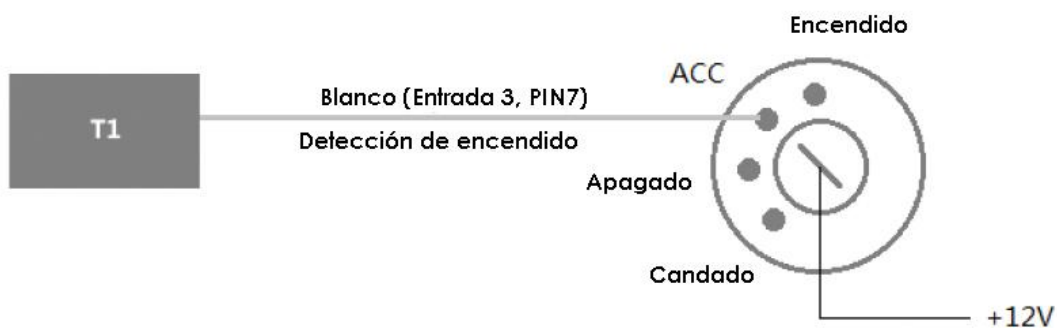 Encendido
ACC
Blanco (Entrada 3, PIN7)
T1
Detección de encendido
Apagado
Candado
+12V